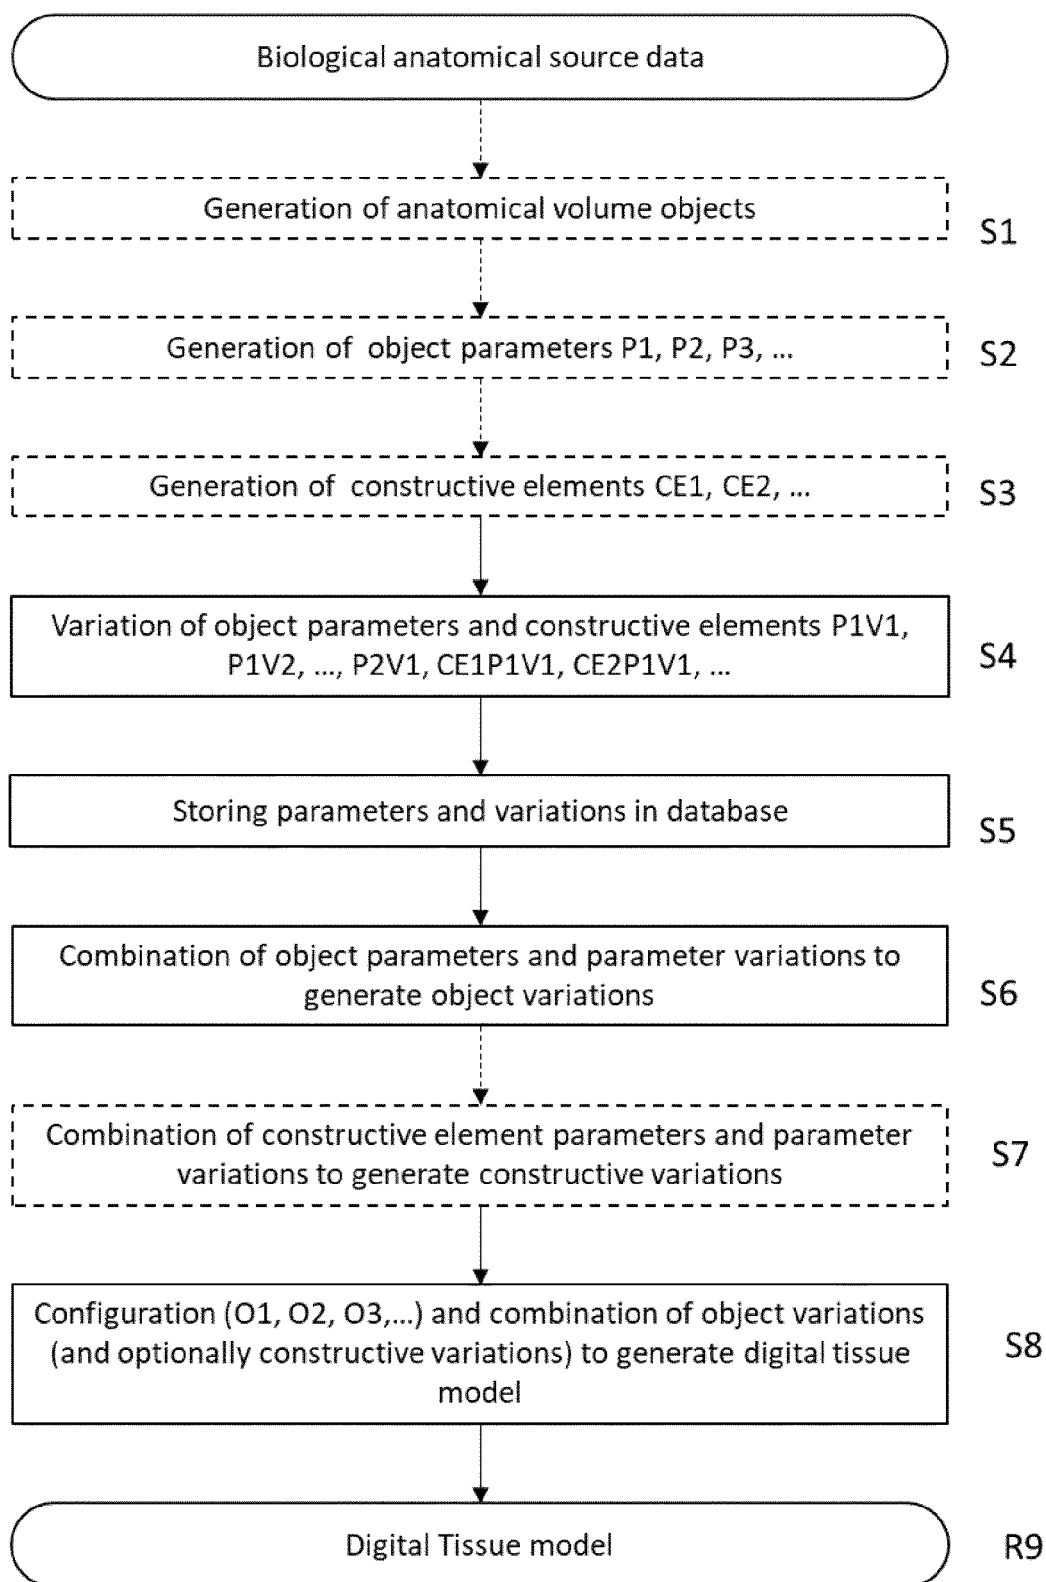 Biological anatomical source data
Generation of anatomical volume objects
S1
Generation of object parameters P1, P2, P3, ...
S2
Generation of constructive elements CE1, CE2, ...
S3
Variation of object parameters and constructive elements P1V1,
P1V2, ..., P2V1, CE1P1V1, CE2P1V1, ...
S4
Storing parameters and variations in database
S5
Combination of object parameters and parameter variations to
generate object variations
S6
Combination of constructive element parameters and parameter
variations to generate constructive variations
S7
Configuration (O1, O2, O3,...) and combination of object variations
(and optionally constructive variations) to generate digital tissue
model
S8
Digital Tissue model
R9